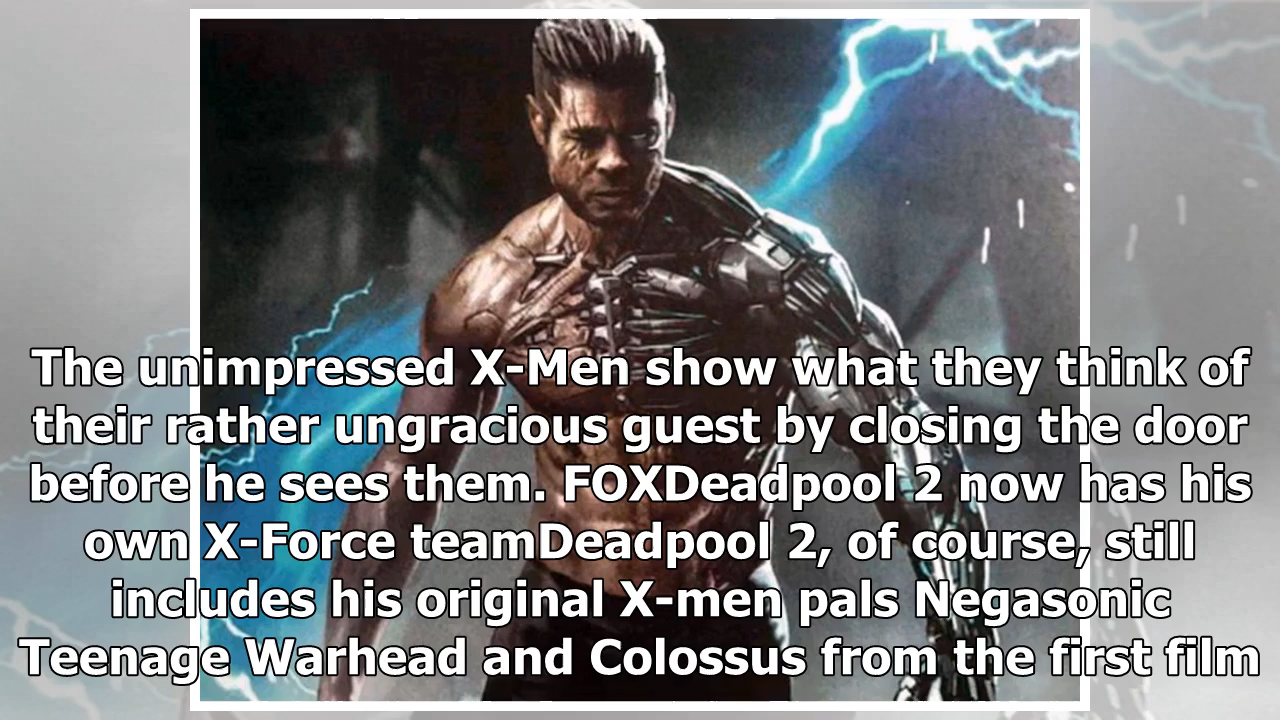 The unimpressed X-Men show what they think of
their rather ungracious guest by closing the door
before he sees them. FOXDeadpool 2 now has his
own X-Force teamDeadpool 2, of course, still
includes his original X-men pals Negasonic
Teenage Warhead and Colossus from the first film